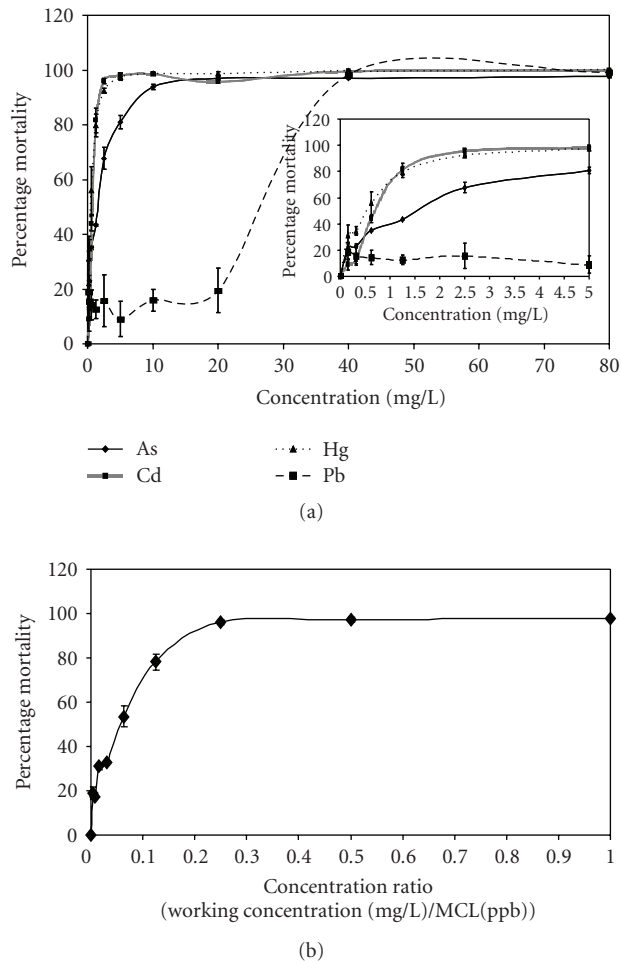 120
100
80
60
40
20
0
Percentage mortality
0 10 20 30 40 50 60 70 80
Concentration (mg/L)
120
100
80
60
40
20
0
Percentage mortality
0 0.5 1 1.5 2 2.5 3 3.5 4 4.5 5
Concentration (mg/L)
As
Hg
Cd
Pb
(a)
120
100
80
60
40
20
0
Percentage mortality
0 0.1 0.2 0.3 0.4 0.5 0.6 0.7 0.8 0.9 1
Concentration ratio
(working concentration (mg/L)/MCL(ppb))
(b)